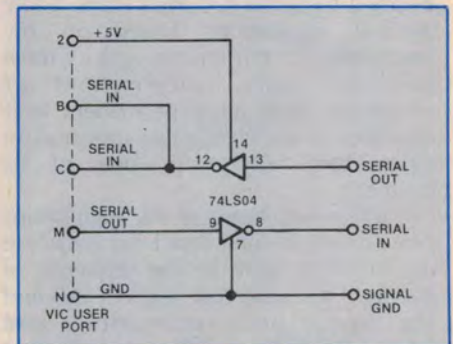 2 +5V
B SERIAL IN
14
C SERIAL IN 12 13 SERIAL OUT
74LS04
M SERIAL OUT 9 8 SERIAL IN
7
N GND SIGNAL GND
VIC USER PORT